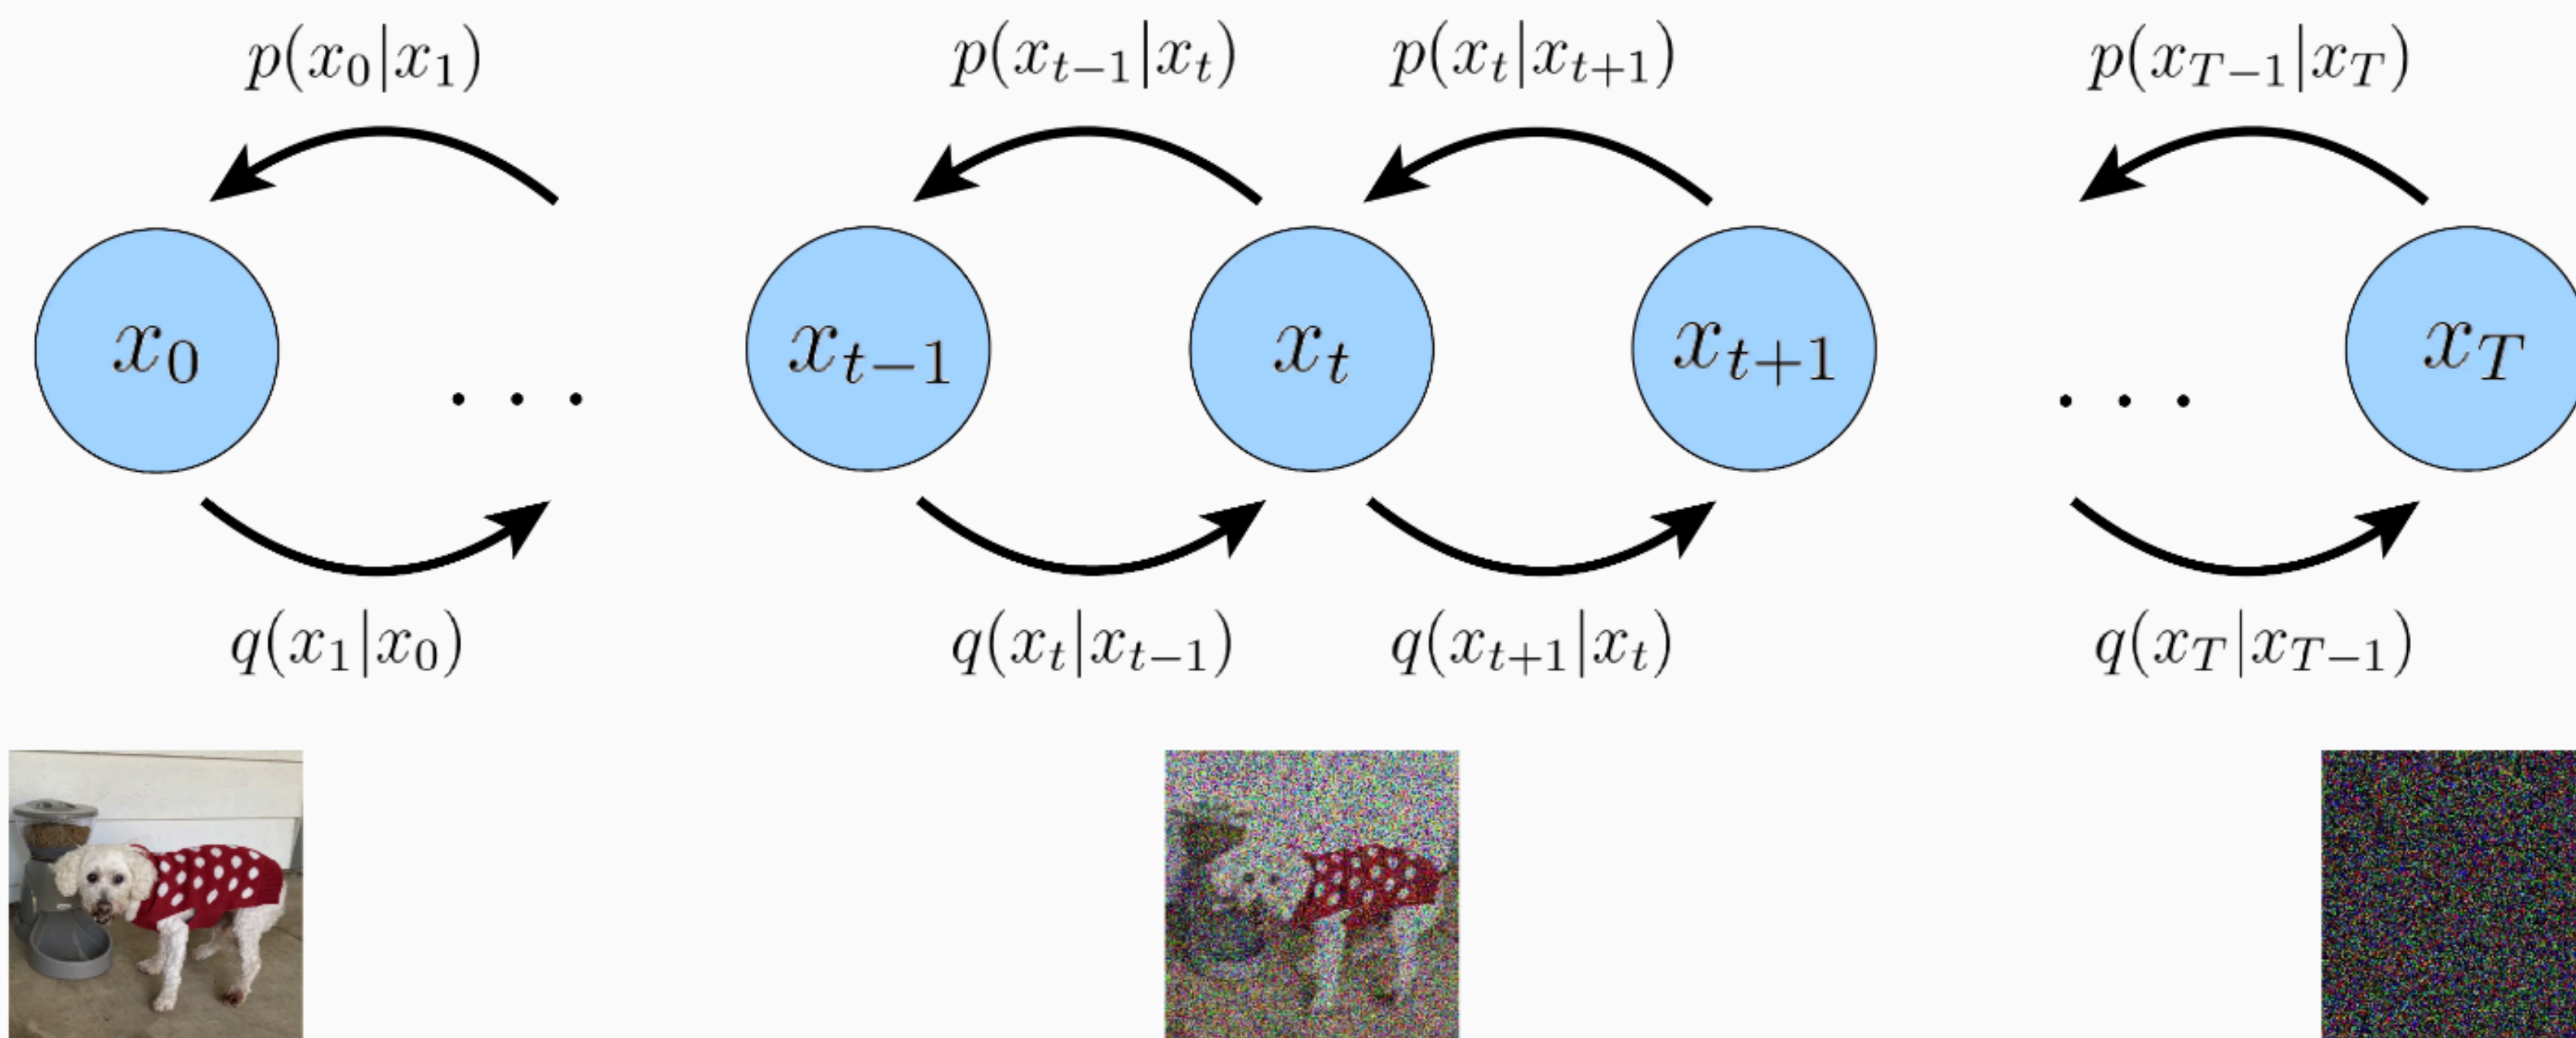 p(x_0|x_1) p(x_{t-1}|x_t) p(x_t|x_{t+1}) p(x_{T-1}|x_T)
x_0 . . . x_{t-1} x_t x_{t+1} . . . x_T
q(x_1|x_0) q(x_t|x_{t-1}) q(x_{t+1}|x_t) q(x_T|x_{T-1})